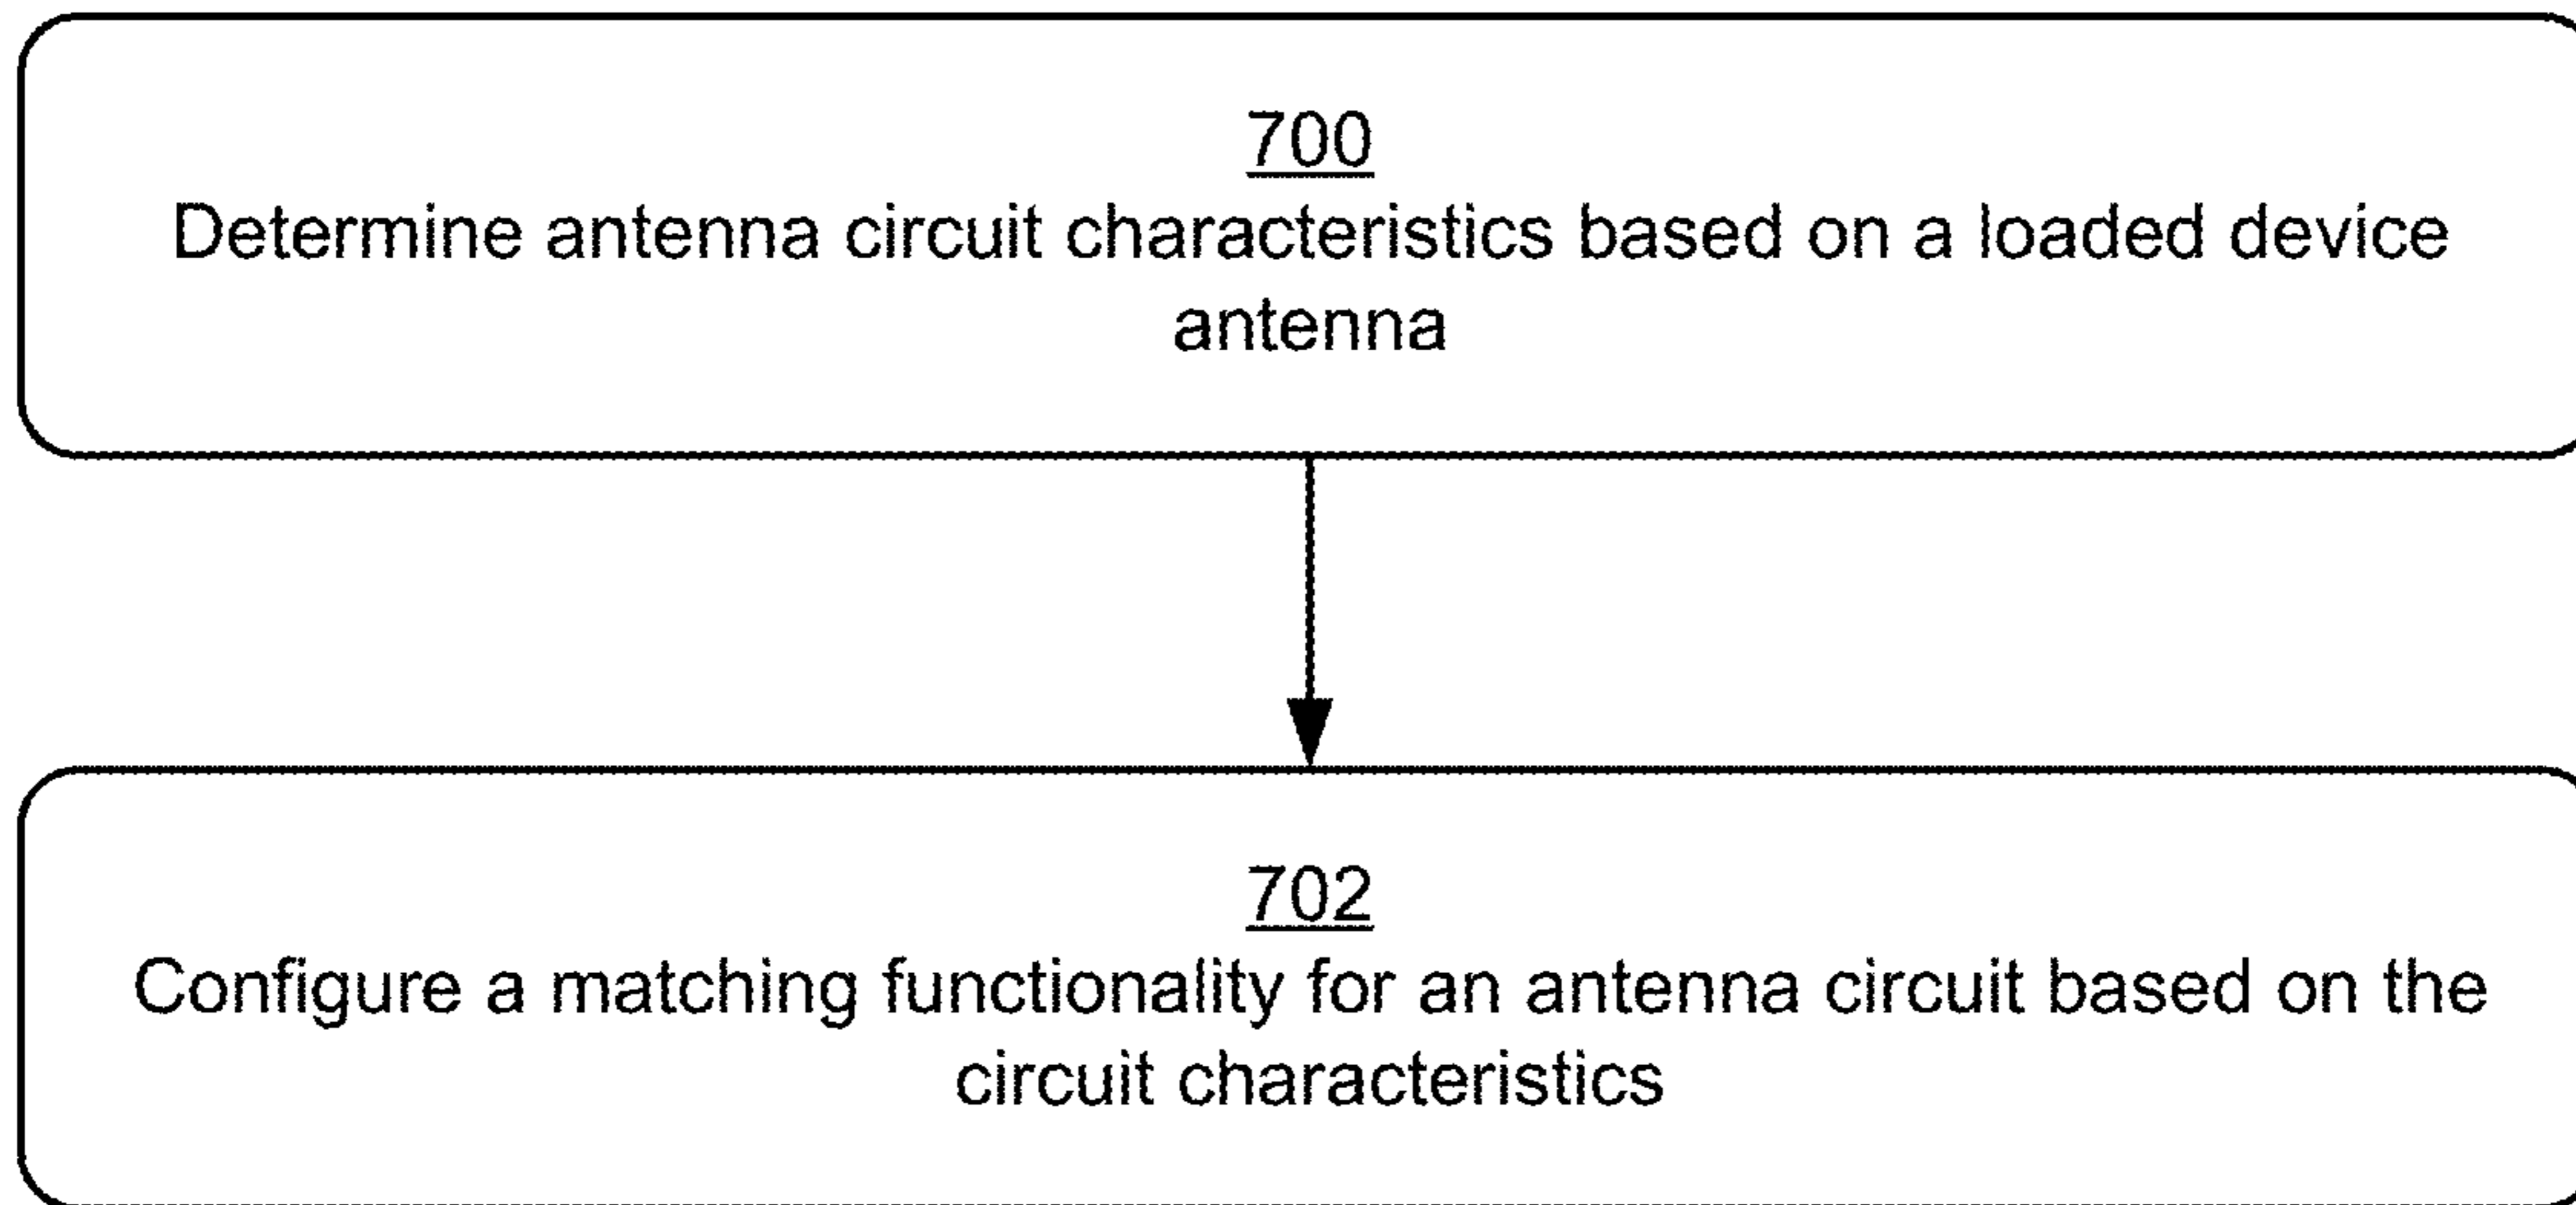 700
Determine antenna circuit characteristics based on a loaded device
antenna
702
Configure a matching functionality for an antenna circuit based on the
circuit characteristics